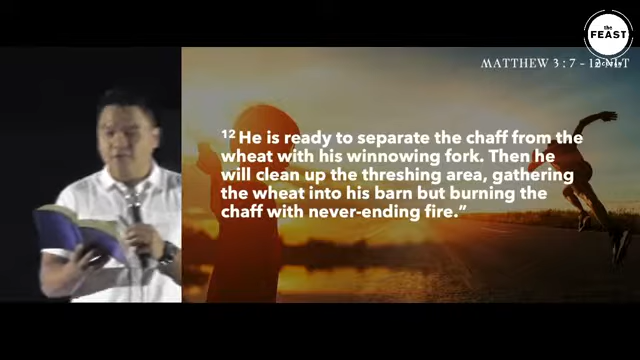 the
FEAST
MATTHEW 3:7 - 12 NLT
12 He is ready to separate the chaff from the
wheat with his winnowing fork. Then he
will clean up the threshing area, gathering
the wheat into his barn but burning the
chaff with never-ending fire.”